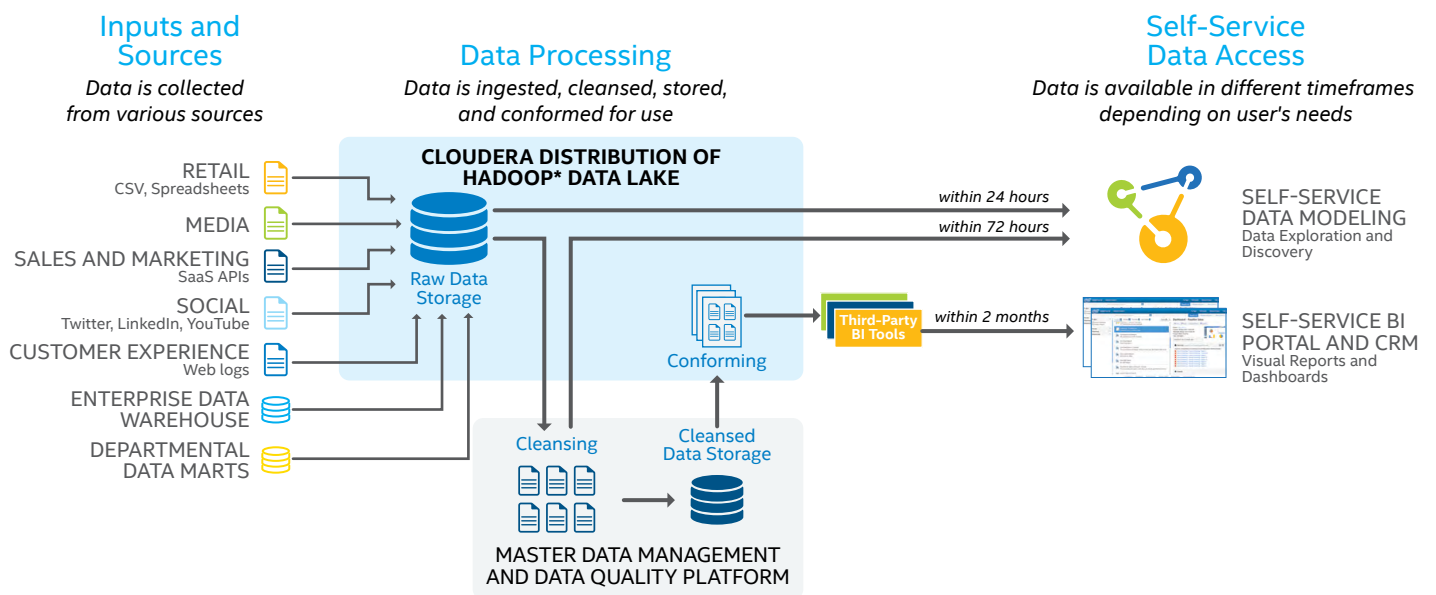 Inputs and
Sources
Data is collected
from various sources
Data Processing
Data is ingested, cleansed, stored,
and conformed for use
Self-Service
Data Access
Data is available in different timeframes
depending on user's needs
RETAIL
CSV, Spreadsheets
MEDIA
SALES AND MARKETING
SaaS APIs
SOCIAL
Twitter, LinkedIn, YouTube
CUSTOMER EXPERIENCE
Web logs
ENTERPRISE DATA
WAREHOUSE
DEPARTMENTAL
DATA MARTS
CLOUDERA DISTRIBUTION OF
HADOOP* DATA LAKE
Raw Data
Storage
Conforming
Cleansing
Cleansed
Data Storage
MASTER DATA MANAGEMENT
AND DATA QUALITY PLATFORM
Third-Party
BI Tools
within 24 hours
within 72 hours
within 2 months
SELF-SERVICE
DATA MODELING
Data Exploration and
Discovery
SELF-SERVICE BI
PORTAL AND CRM
Visual Reports and
Dashboards